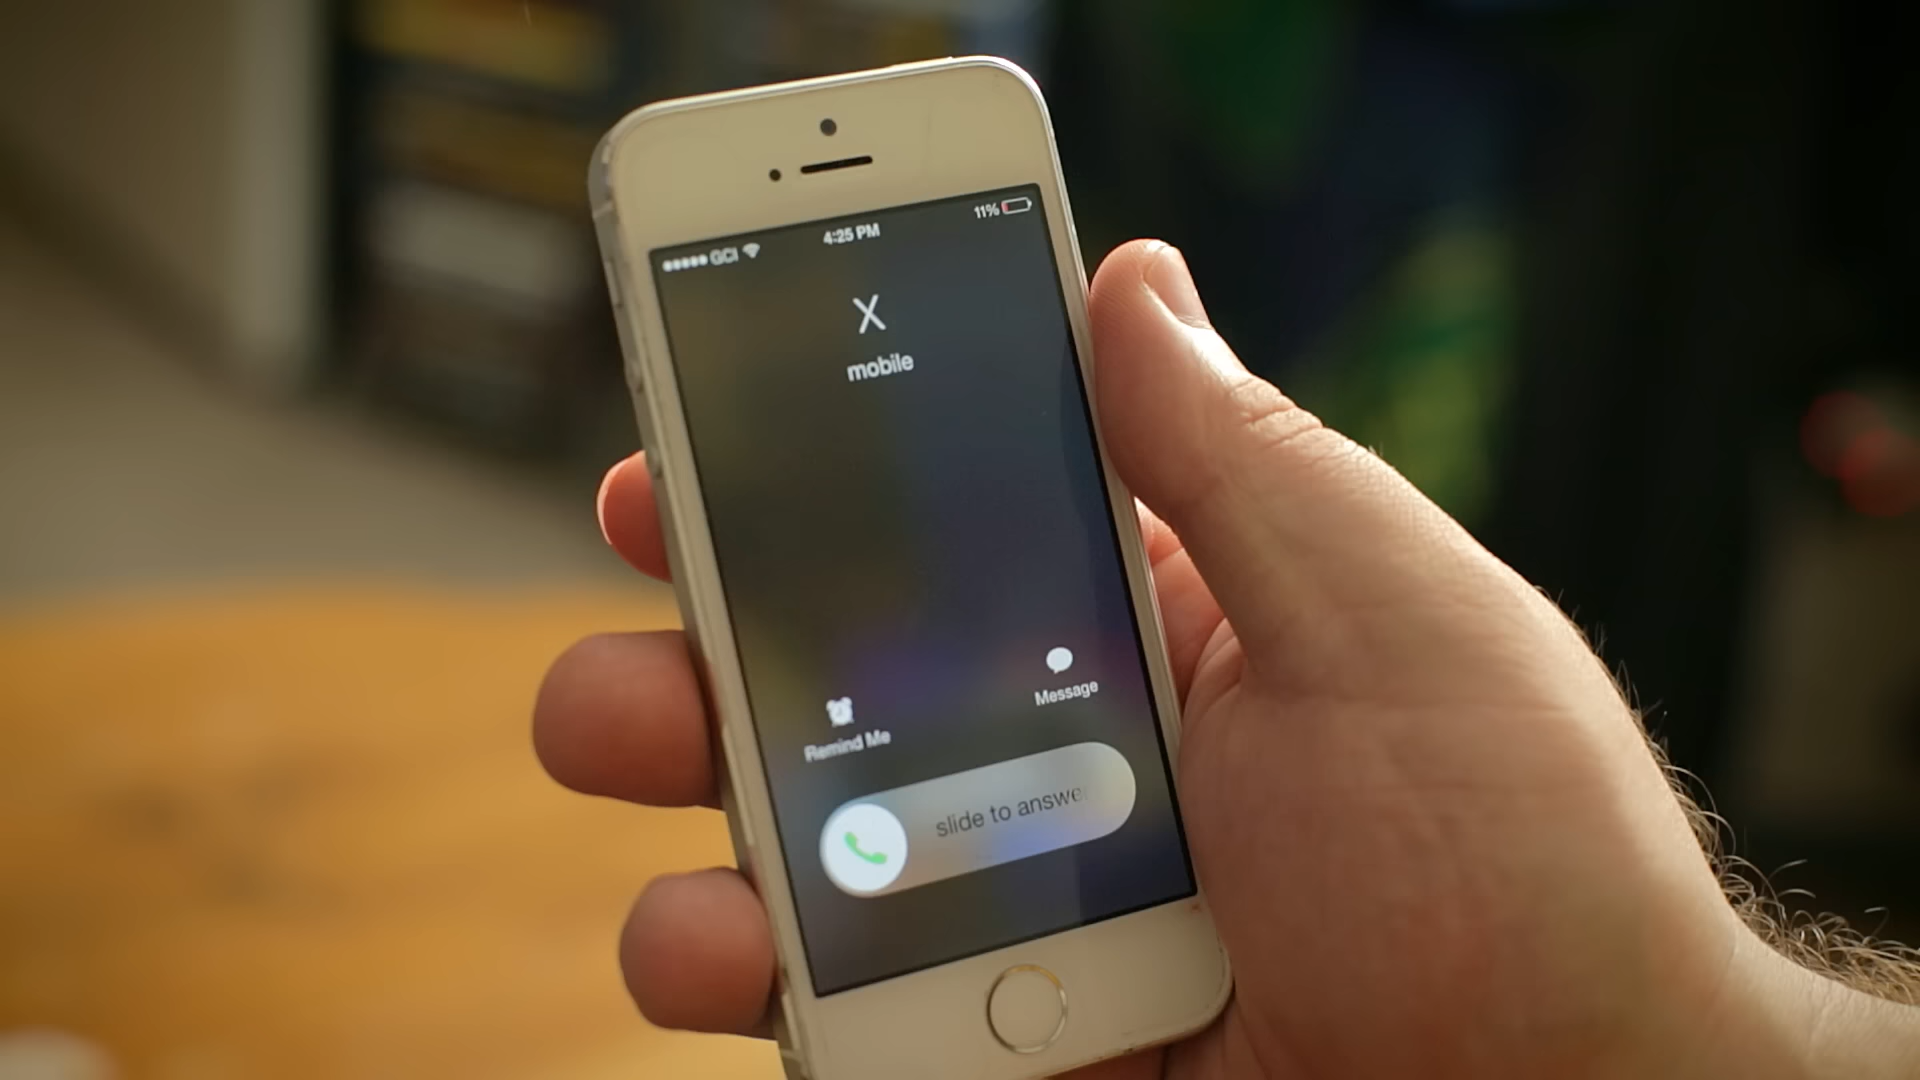 ●●●●● GCI 4:25 PM 11%
X
mobile
Remind Me Message
slide to answer